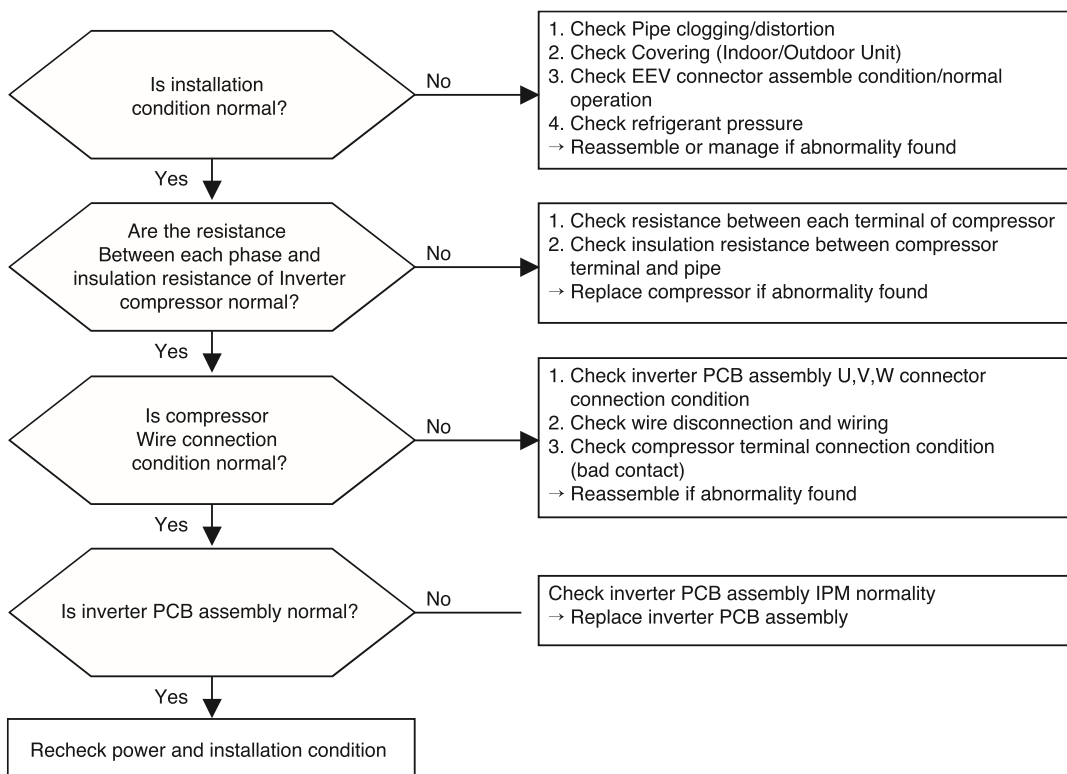 Is installation
condition normal?
No
1. Check Pipe clogging/distortion
2. Check Covering (Indoor/Outdoor Unit)
3. Check EEV connector assemble condition/normal
operation
4. Check refrigerant pressure
→ Reassemble or manage if abnormality found
Yes
Are the resistance
Between each phase and
insulation resistance of Inverter
compressor normal?
No
1. Check resistance between each terminal of compressor
2. Check insulation resistance between compressor
terminal and pipe
→ Replace compressor if abnormality found
Yes
Is compressor
Wire connection
condition normal?
No
1. Check inverter PCB assembly U,V,W connector
connection condition
2. Check wire disconnection and wiring
3. Check compressor terminal connection condition
(bad contact)
→ Reassemble if abnormality found
Yes
Is inverter PCB assembly normal?
No
Check inverter PCB assembly IPM normality
→ Replace inverter PCB assembly
Yes
Recheck power and installation condition